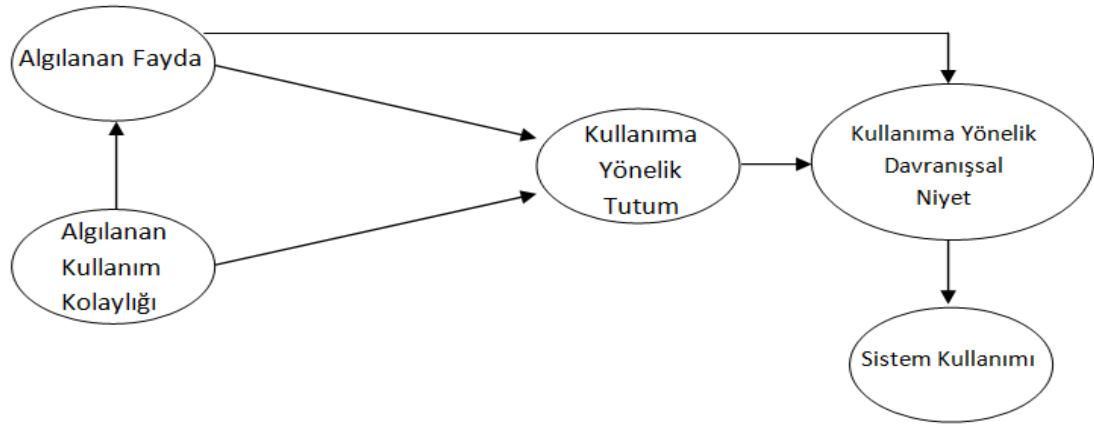 Algılanan Fayda
Kullanıma
Yönelik
Tutum
Kullanıma Yönelik
Davranışsal
Niyet
Algılanan
Kullanım
Kolaylığı
Sistem Kullanımı